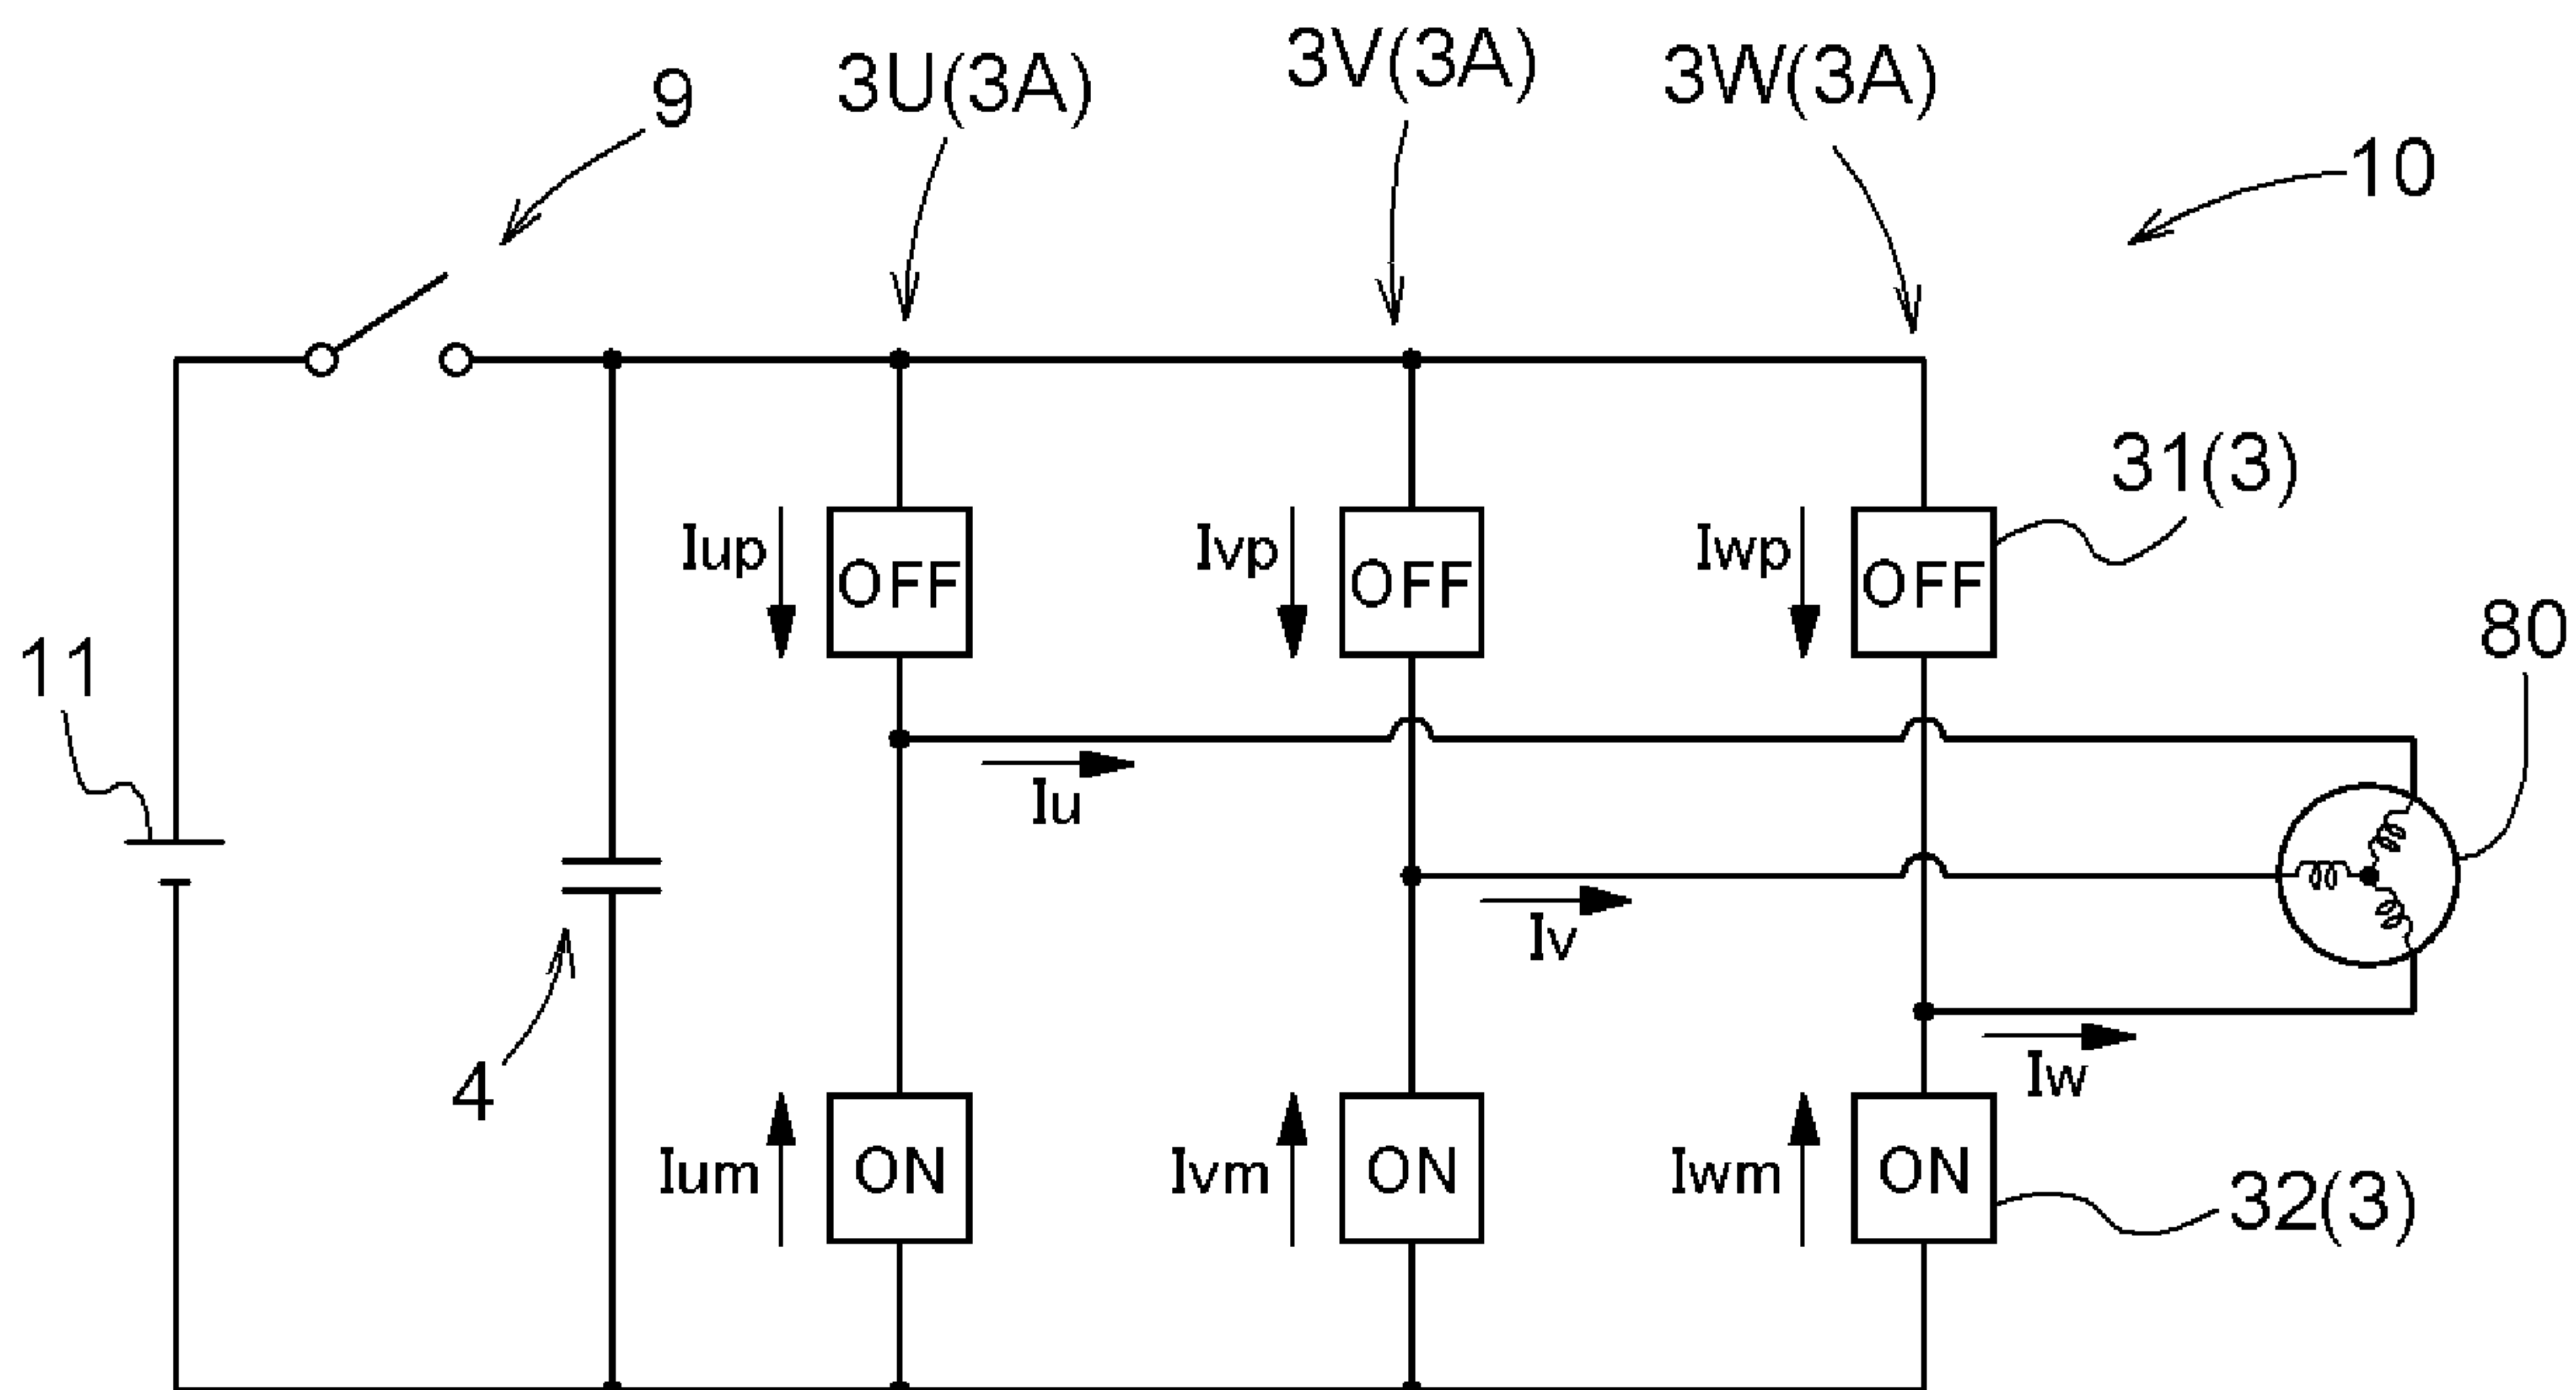 9
3U(3A)
3V(3A)
3W(3A)
10
31(3)
Iup
OFF
Ivp
OFF
Iwp
OFF
11
80
Iu
Iv
4
Iw
Ium
ON
Ivm
ON
Iwm
ON
32(3)